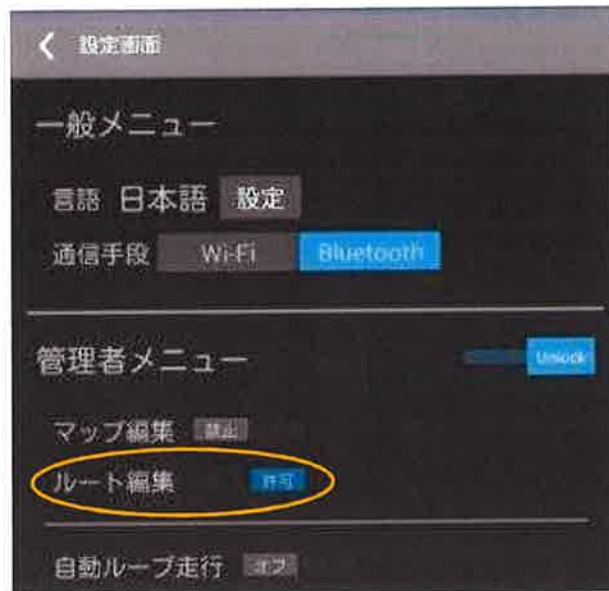 設定画面
一般メニュー
言語 日本語 設定
通信手段 Wi-Fi Bluetooth
管理者メニュー Unlock
マップ編集 禁止
ルート編集 許可
自動ループ走行 オフ